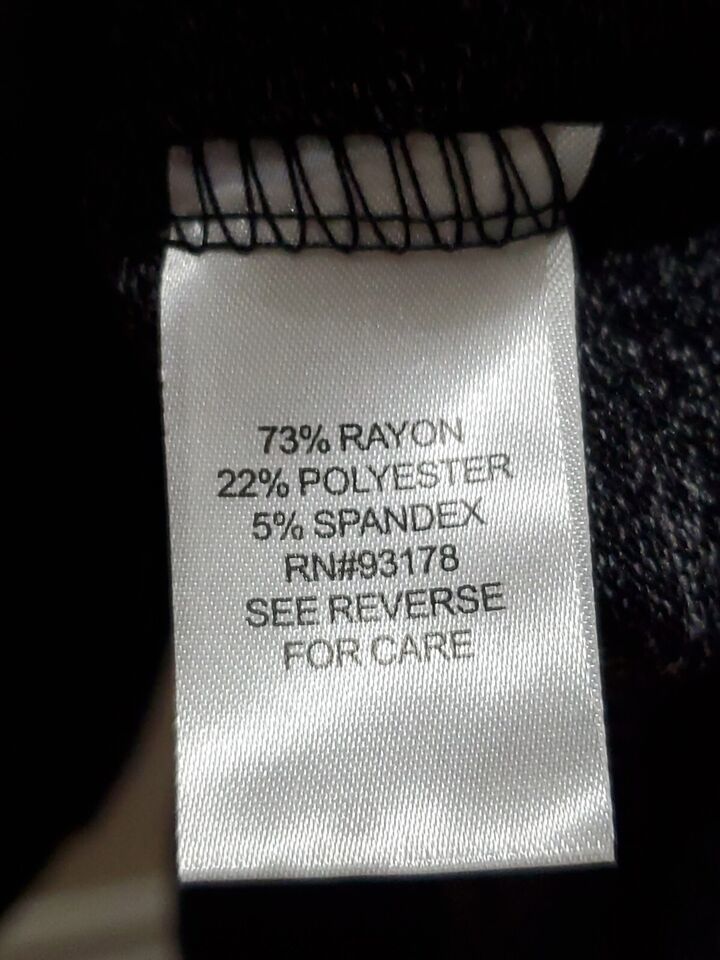 73% RAYON
22% POLYESTER
5% SPANDEX
RN#93178
SEE REVERSE
FOR CARE